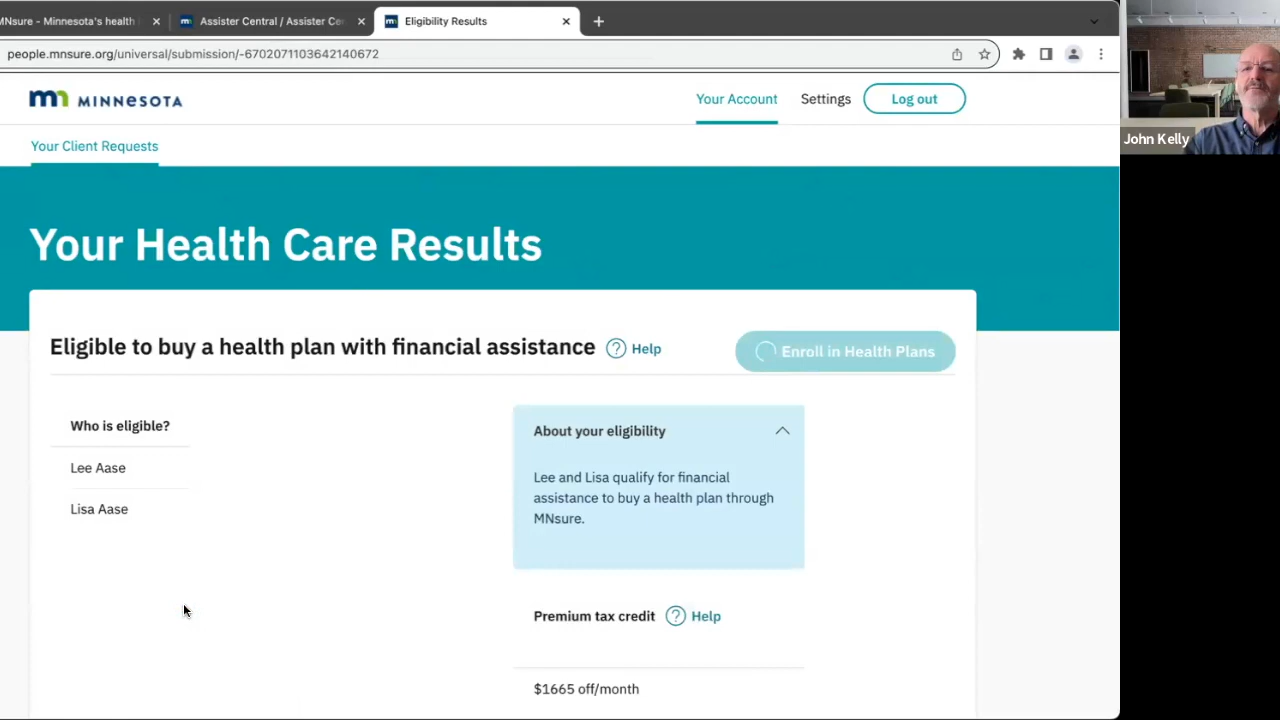 MNsure - Minnesota's health
Assister Central / Assister Ce
Eligibility Results
people.mnsure.org/universal/submission/-6702071103642140672
mn MINNESOTA
Your Account
Settings
Log out
Your Client Requests
John Kelly
Your Health Care Results
Eligible to buy a health plan with financial assistance
? Help
Enroll in Health Plans
Who is eligible?
Lee Aase
Lisa Aase
About your eligibility
Lee and Lisa qualify for financial
assistance to buy a health plan through
MNsure.
Premium tax credit ? Help
$1665 off/month